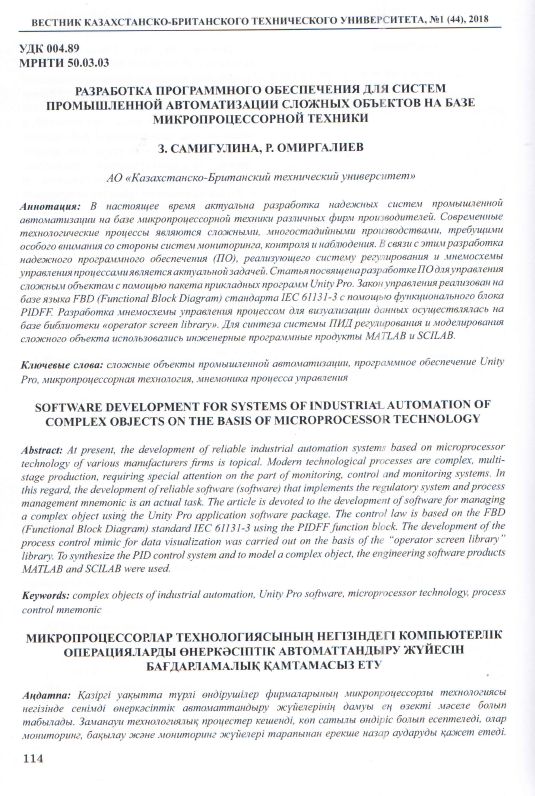 ВЕСТНИК КАЗАХСТАНСКО-БРИТАНСКОГО ТЕХНИЧЕСКОГО УНИВЕРСИТЕТА, №1 (44), 2018
УДК 004.89
МРНТИ 50.03.03
РАЗРАБОТКА ПРОГРАММНОГО ОБЕСПЕЧЕНИЯ ДЛЯ СИСТЕМ
ПРОМЫШЛЕННОЙ АВТОМАТИЗАЦИИ СЛОЖНЫХ ОБЪЕКТОВ НА БАЗЕ
МИКРОПРОЦЕССОРНОЙ ТЕХНИКИ
З. САМИГУЛИНА, Р. ОМИРГАЛИЕВ
АО «Казахстанско-Британский технический университет»
Аннотация: В настоящее время актуальна разработка надежных систем промышленной
автоматизации на базе микропроцессорной техники различных фирм производителей. Современные
технологические процессы являются сложными, многостадийными производствами, требущими
особого внимания со стороны систем мониторинга, контроля и наблюдения. В связи с этим разработка
надежного программного обеспечения (ПО), реализующего систему регулирования и мнемосхемы
управления процессами является актуальной задачей. Статья посвящена разработке ПО для управления
сложным объектом с помощью пакета прикладных программ Unity Pro. Закон управления реализован на
базе языка FBD (Functional Block Diagram) стандарта IEC 61131-3 с помощью функционального блока
PIDFF. Разработка мнемосхемы управления процессом для визуализации данных осуществлялась на
базе библиотеки «operator screen library». Для синтеза системы ПИД регулирования и моделирования
сложного объекта использовались инженерные программные продукты MATLAB и SCILAB.
Ключевые слова: сложные объекты промышленной автоматизации, программное обеспечение Unity
Pro, микропроцессорная технология, мнемоника процесса управления
SOFTWARE DEVELOPMENT FOR SYSTEMS OF INDUSTRIAL AUTOMATION OF
COMPLEX OBJECTS ON THE BASIS OF MICROPROCESSOR TECHNOLOGY
Abstract: At present, the development of reliable industrial automation systems based on microprocessor
technology of various manufacturers firms is topical. Modern technological processes are complex, multi-
stage production, requiring special attention on the part of monitoring, control and monitoring systems. In
this regard, the development of reliable software (software) that implements the regulatory system and process
management mnemonic is an actual task. The article is devoted to the development of software for managing
a complex object using the Unity Pro application software package. The control law is based on the FBD
(Functional Block Diagram) standard IEC 61131-3 using the PIDFF function block. The development of the
process control mimic for data visualization was carried out on the basis of the "operator screen library"
library. To synthesize the PID control system and to model a complex object, the engineering software products
MATLAB and SCILAB were used.
Keywords: complex objects of industrial automation, Unity Pro software, microprocessor technology, process
control mnemonic
МИКРОПРОЦЕССОРЛАР ТЕХНОЛОГИЯСЫНЫҢ НЕГІЗІНДЕГІ КОМПЬЮТЕРЛІК
ОПЕРАЦИЯЛАРДЫ ӨНЕРКӘСІПТІК АВТОМАТТАНДЫРУ ЖҮЙЕСІН
БАҒДАРЛАМАЛЫҚ ҚАМТАМАСЫЗ ЕТУ
Аңдатпа: Қазіргі уақытта түрлі өндірушілер фирмаларының микропроцессорлы технологиясы
негізінде сенімді өнеркәсіптік автоматтандыру жүйелерінің дамуы ең өзекті мәселе болып
табылады. Заманауи технологиялық процестер кешенді, көп сатылы өндіріс болып есептеледі, олар
мониторинг, бақылау және мониторинг жүйелері тарапынан ерекше назар аударуды қажет етеді.
114